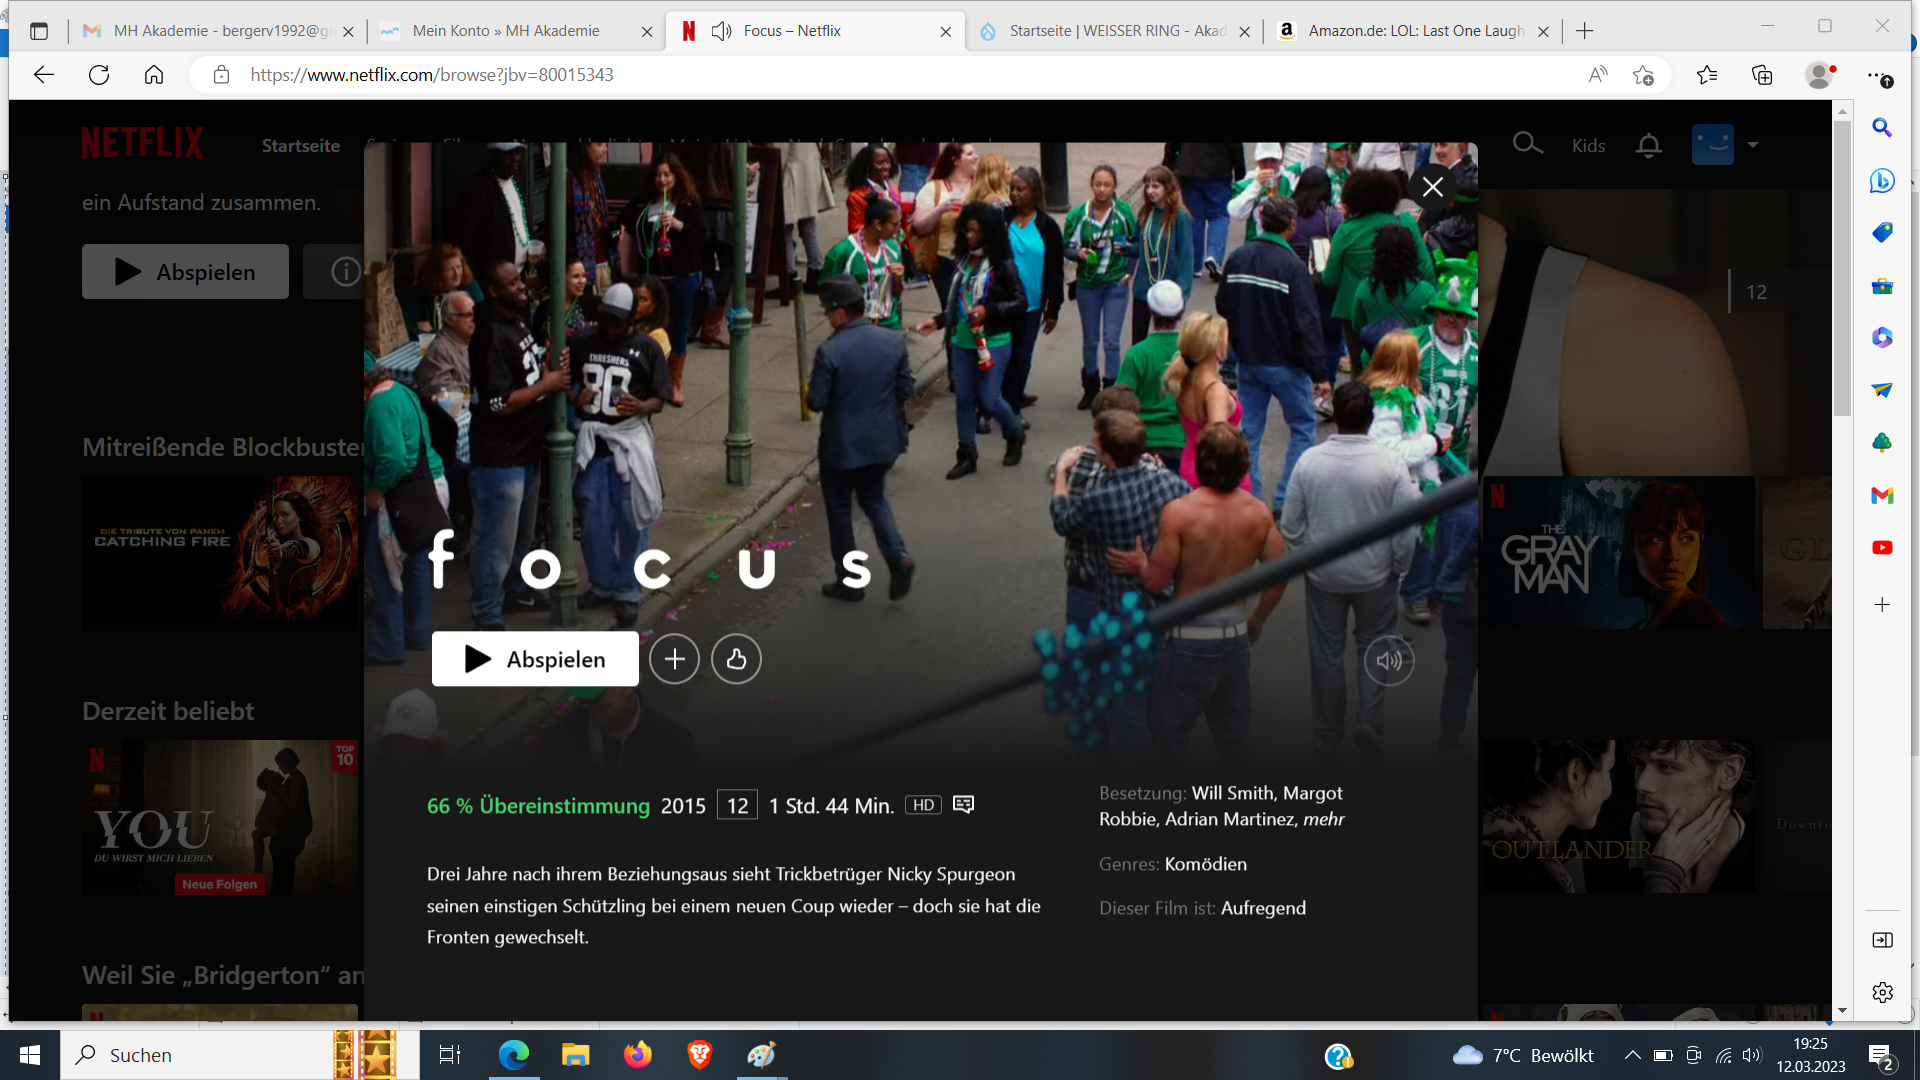 MH Akademie - bergerv1992@g
Mein Konto » MH Akademie
Focus – Netflix
Startseite | WEISSER RING - Akad
Amazon.de: LOL: Last One Laugh
https://www.netflix.com/browse?jbv=80015343
NETFLIX
Startseite
Kids
ein Aufstand zusammen.
Abspielen
12
THRESHERS
80
Mitreißende Blockbuster
DIE TRIBUTE VON PANEM
CATCHING FIRE
THE
GRAY
MAN
GL
focus
Abspielen
Derzeit beliebt
TOP
10
YOU
DU WIRST MICH LIEBEN
Neue Folgen
OUTLANDER
Downto
66 % Übereinstimmung 2015 12 1 Std. 44 Min. HD
Drei Jahre nach ihrem Beziehungsaus sieht Trickbetrüger Nicky Spurgeon
seinen einstigen Schützling bei einem neuen Coup wieder – doch sie hat die
Fronten gewechselt.
Besetzung: Will Smith, Margot
Robbie, Adrian Martinez, mehr
Genres: Komödien
Dieser Film ist: Aufregend
Weil Sie „Bridgerton“ an
Suchen
7°C Bewölkt
19:25
12.03.2023
2